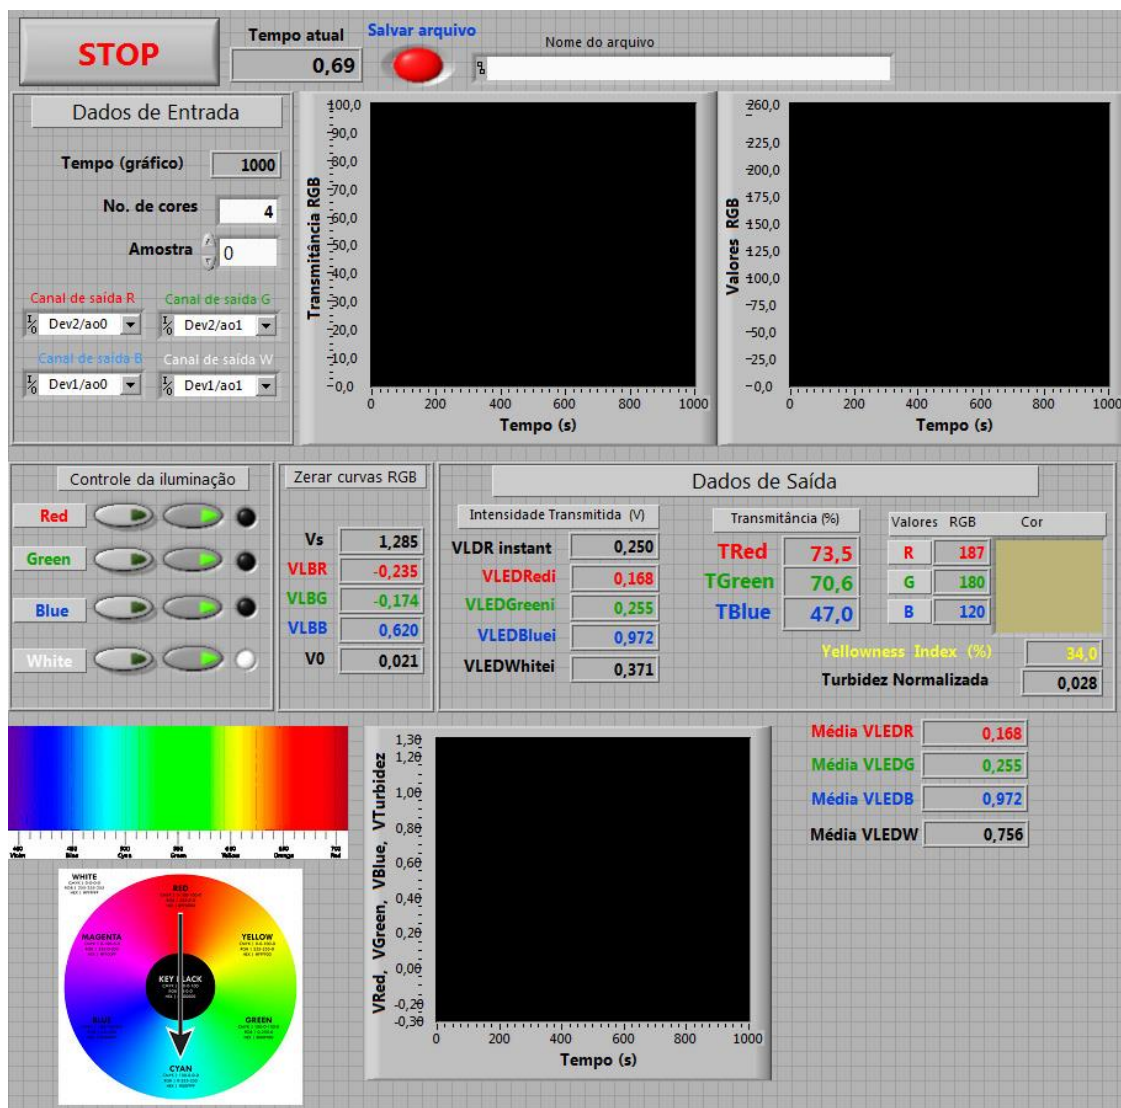 STOP
Tempo atual
0,69
Salvar arquivo
Nome do arquivo
Dados de Entrada
Tempo (gráfico) 1000
No. de cores 4
Amostra 0
Canal de saída R Canal de saída G
Dev2/ao0 Dev2/ao1
Canal de saída B Canal de saída W
Dev1/ao0 Dev1/ao1
Transmitância RGB
100,0
90,0
80,0
70,0
60,0
50,0
40,0
30,0
20,0
10,0
0,0
0 200 400 600 800 1000
Tempo (s)
Valores RGB
260,0
225,0
200,0
175,0
150,0
125,0
100,0
75,0
50,0
25,0
0,0
0 200 400 600 800 1000
Tempo (s)
Controle da iluminação
Red
Green
Blue
White
Zerar curvas RGB
Vs 1,285
VLBR -0,235
VLBG -0,174
VLBB 0,620
V0 0,021
Dados de Saída
Intensidade Transmitida (V)
VLDR instant 0,250
VLEDRedi 0,168
VLEDGreeni 0,255
VLEDBluei 0,972
VLEDWhitei 0,371
Transmitância (%)
TRed 73,5
TGreen 70,6
TBlue 47,0
Valores RGB Cor
R 187
G 180
B 120
Yellowness Index (%) 34,0
Turbidez Normalizada 0,028
Violet Blue Cyan Green Yellow Orange Red
WHITE
RED
MAGENTA
YELLOW
KEY BLACK
BLUE
GREEN
CYAN
VRed, VGreen, VBlue, VTurbidez
1,30
1,20
1,00
0,80
0,60
0,40
0,20
0,00
-0,20
-0,30
0 200 400 600 800 1000
Tempo (s)
Média VLEDR 0,168
Média VLEDG 0,255
Média VLEDB 0,972
Média VLEDW 0,756